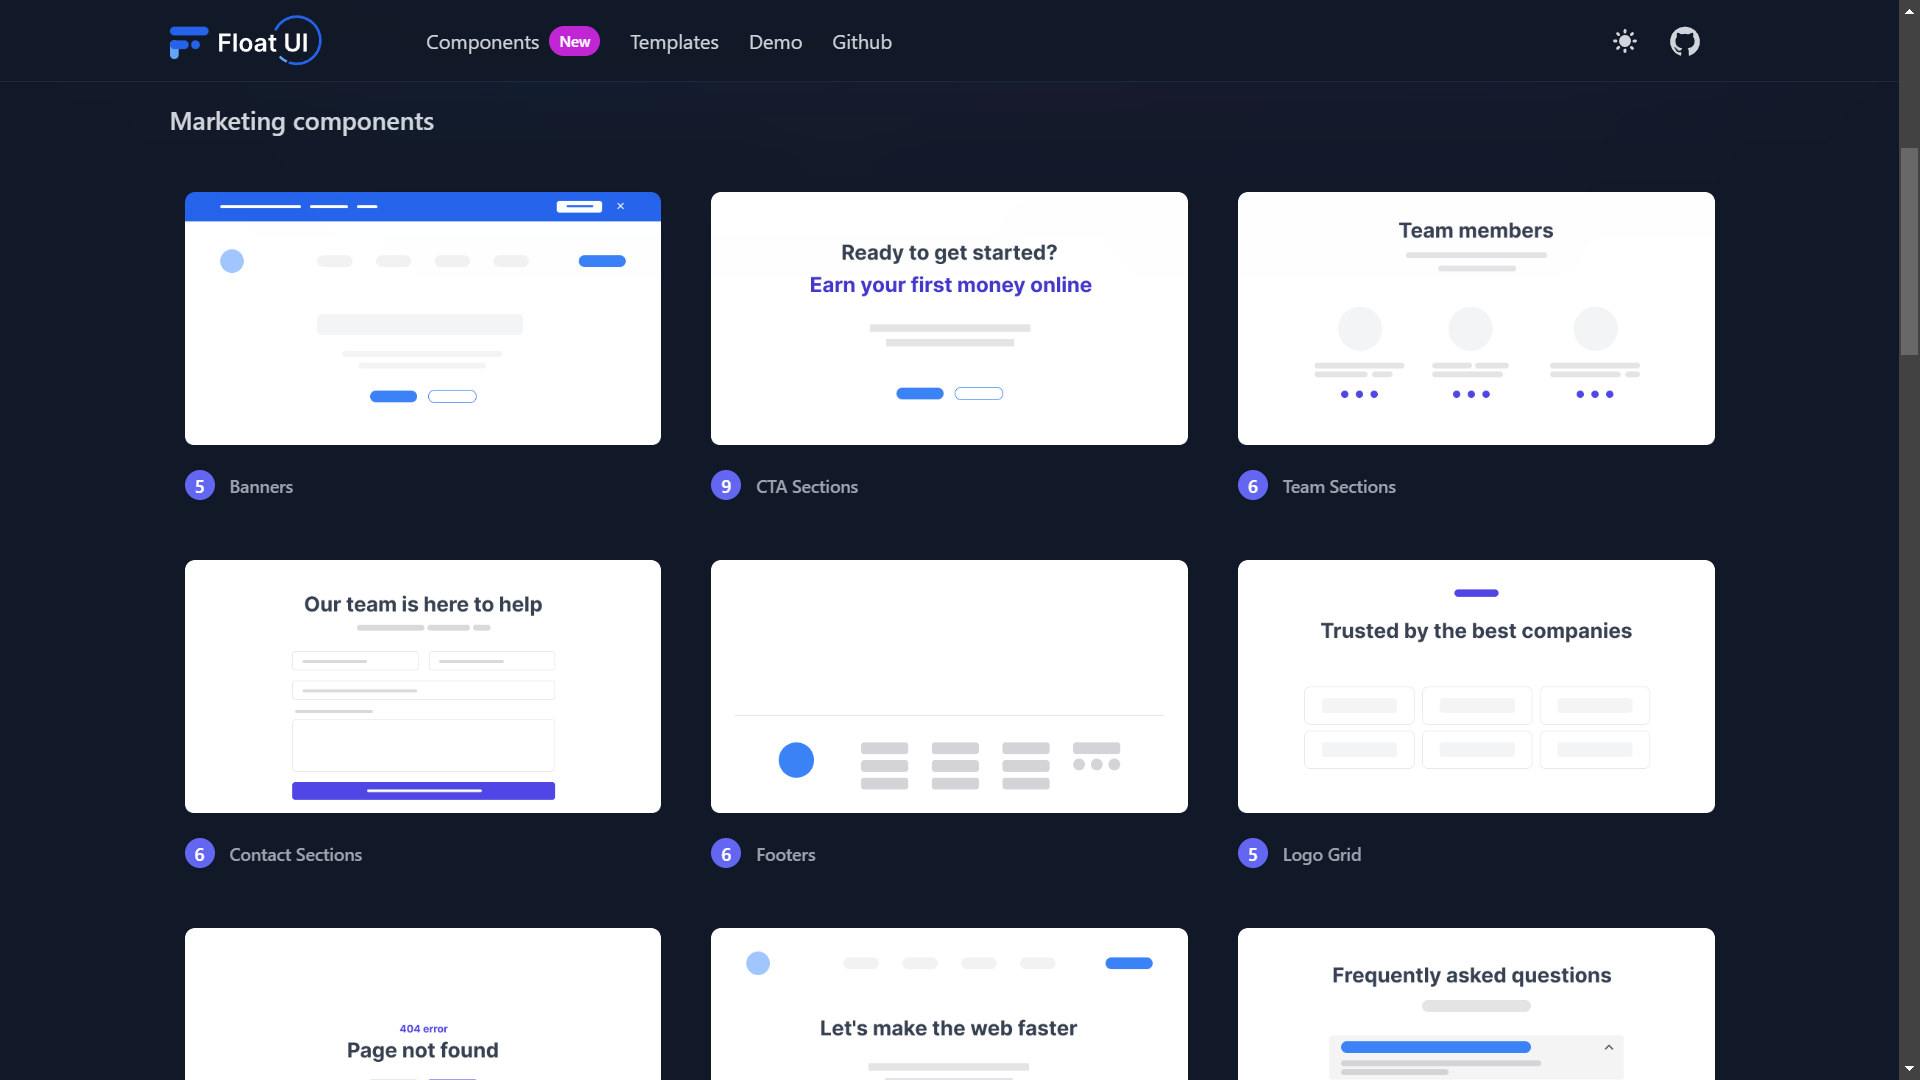 Float UI
Components New Templates Demo Github
Marketing components
Ready to get started?
Earn your first money online
Team members
5 Banners
9 CTA Sections
6 Team Sections
Our team is here to help
Trusted by the best companies
6 Contact Sections
6 Footers
5 Logo Grid
404 error
Page not found
Let's make the web faster
Frequently asked questions